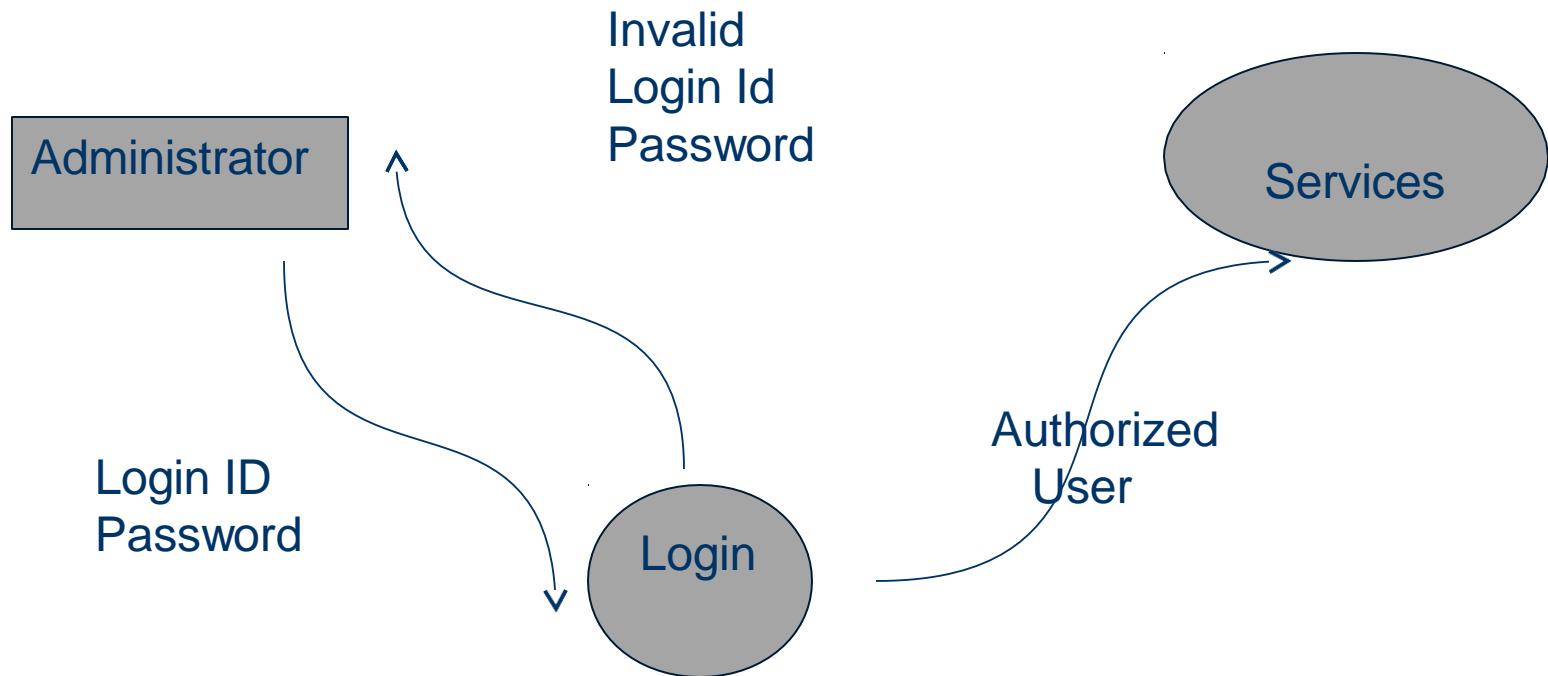 Invalid
Login Id
Password
Administrator
Services
Authorized
User
Login ID
Password
Login